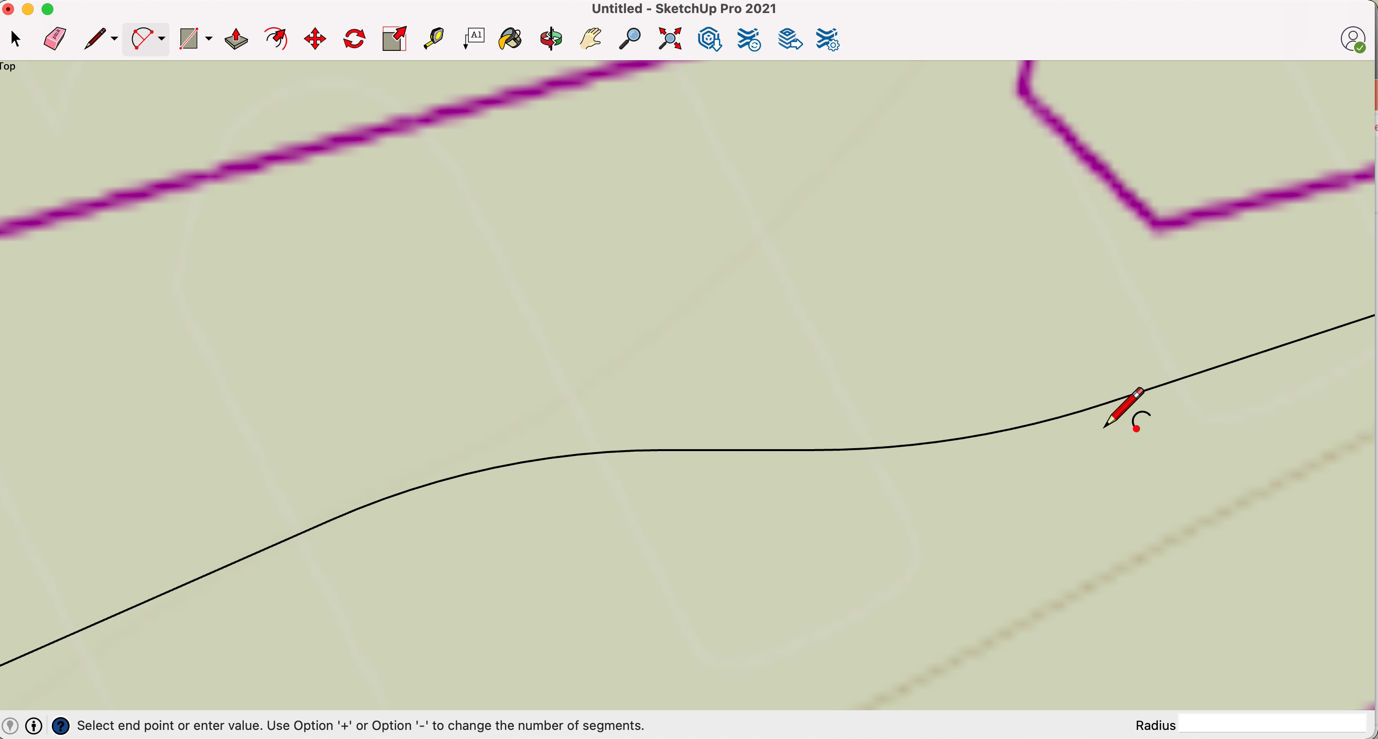 Untitled - SketchUp Pro 2021
A1
Top
Select end point or enter value. Use Option '+' or Option '-' to change the number of segments.
Radius